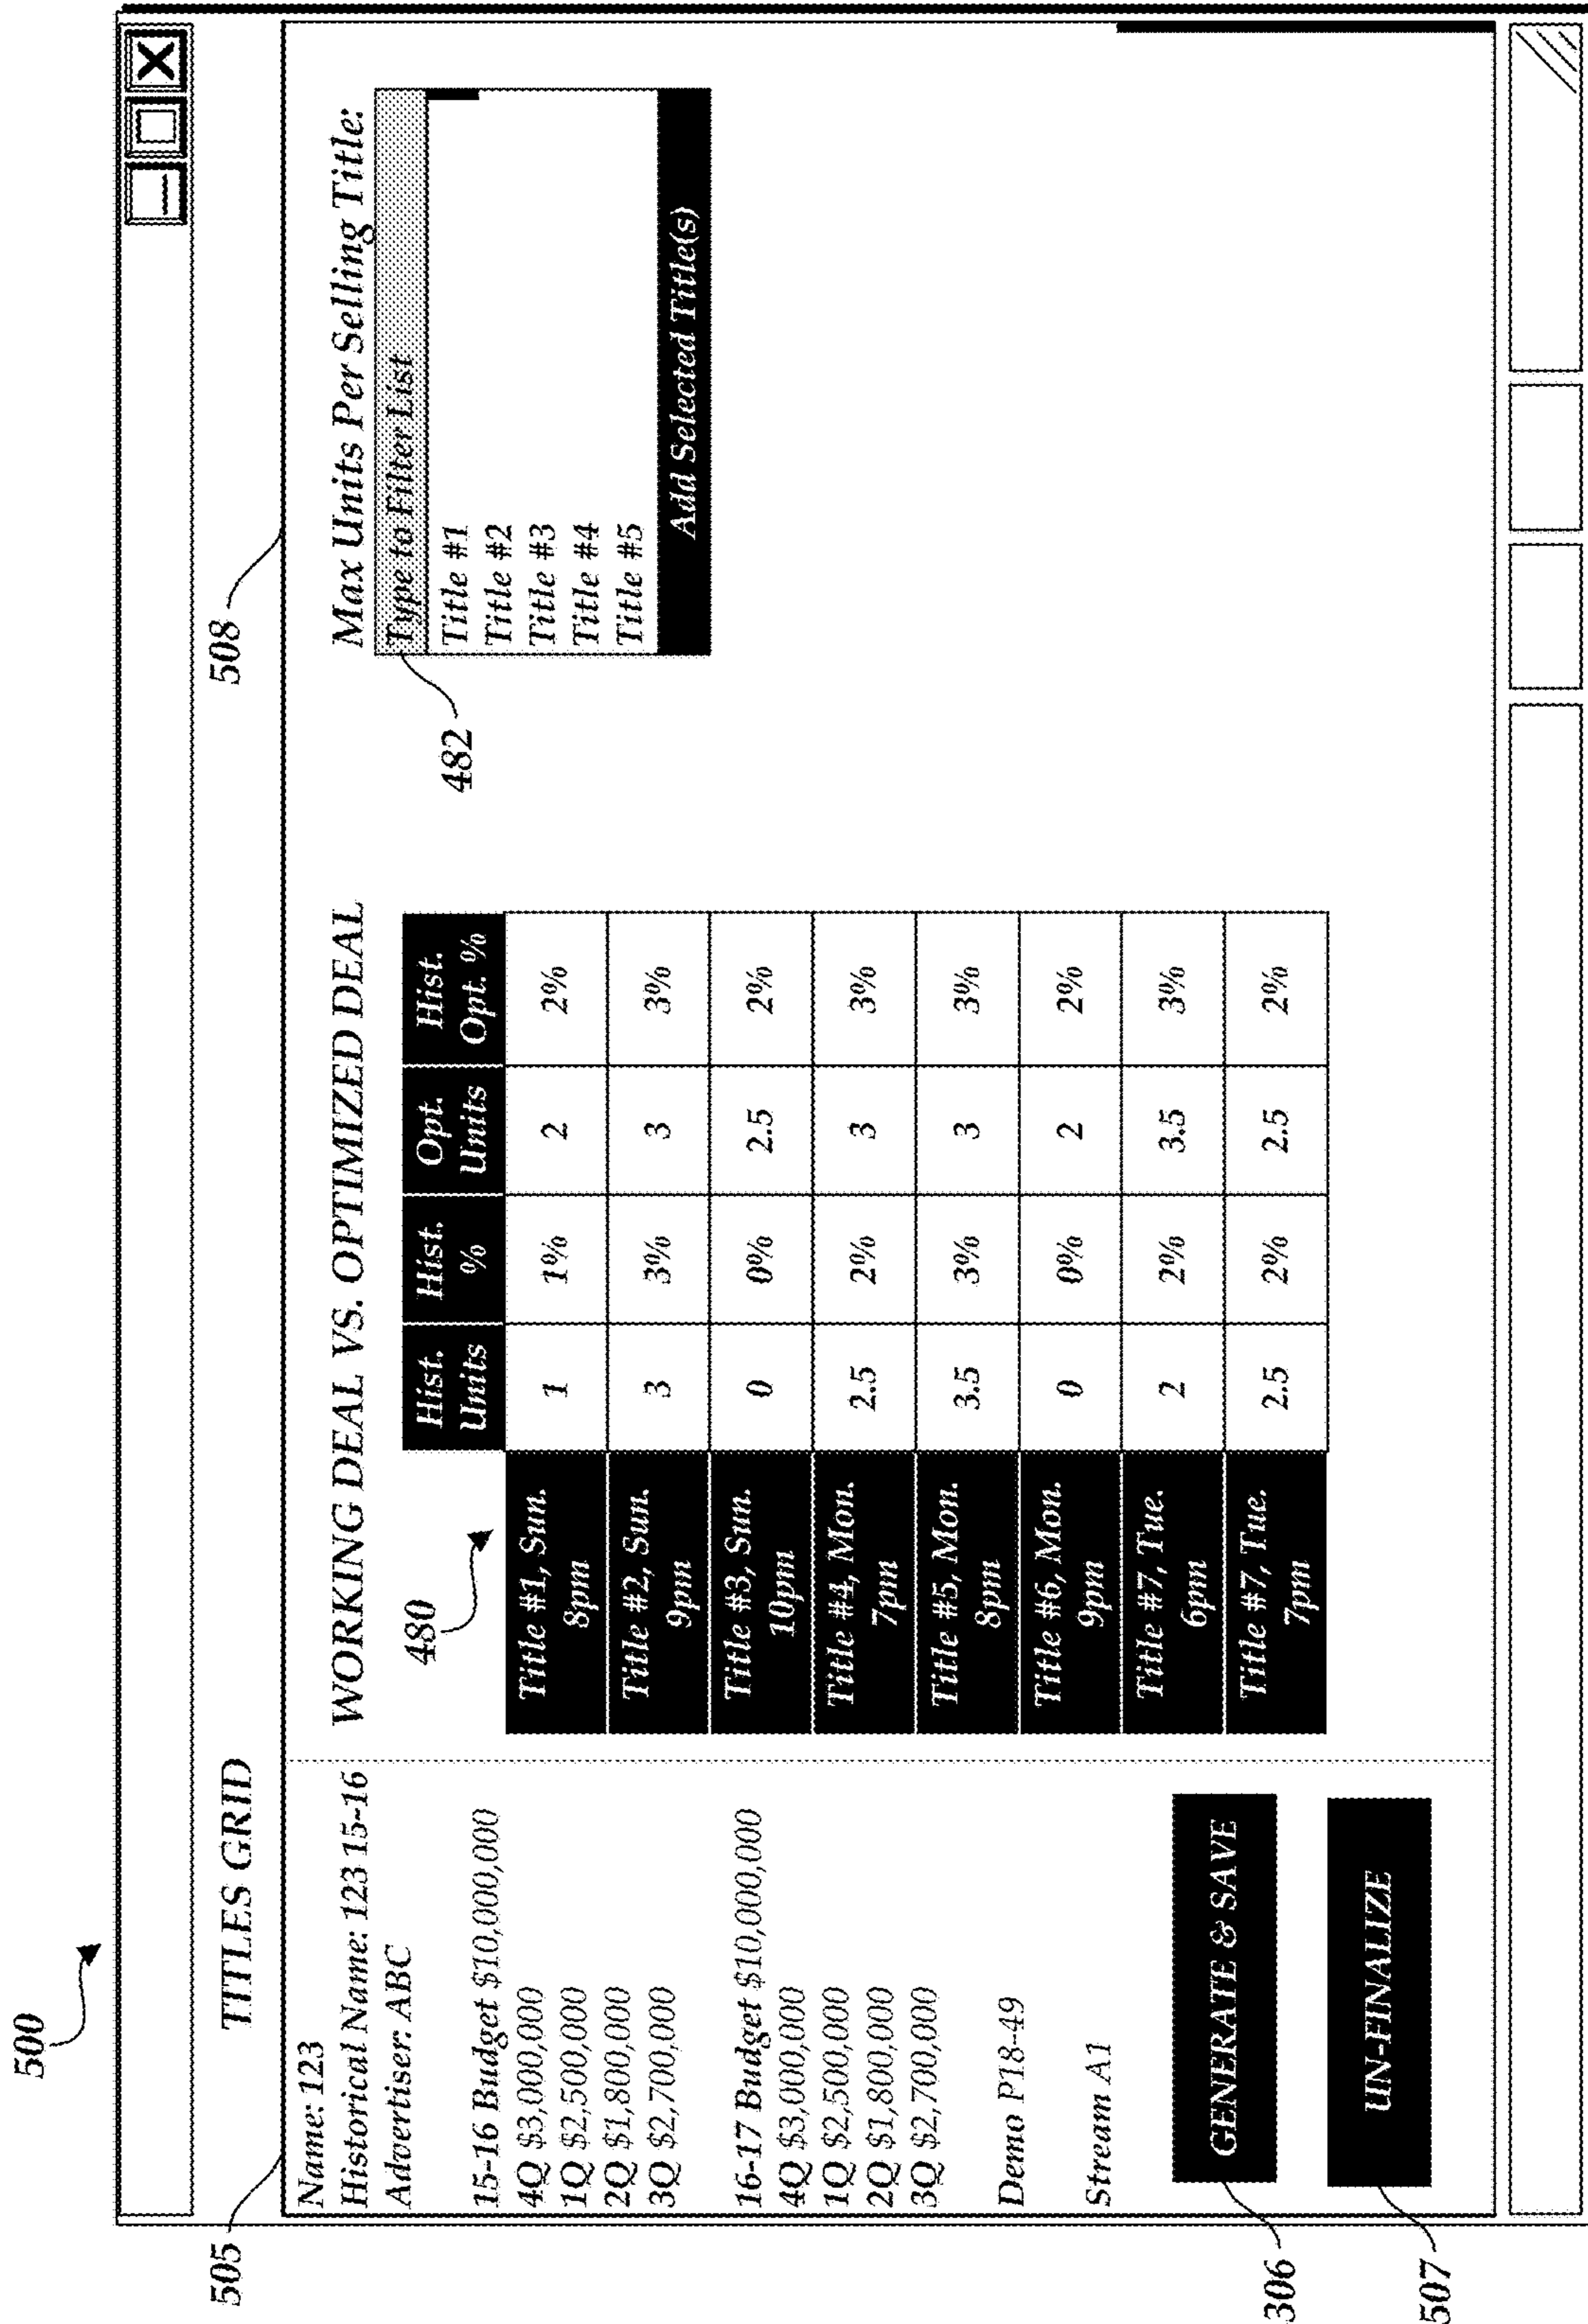 500
TITLES GRID
505
508
Name: 123
Historical Name: 123 15-16
Advertiser: ABC
15-16 Budget $10,000,000
4Q $3,000,000
1Q $2,500,000
2Q $1,800,000
3Q $2,700,000
16-17 Budget $10,000,000
4Q $3,000,000
1Q $2,500,000
2Q $1,800,000
3Q $2,700,000
Demo P18-49
Stream A1
GENERATE & SAVE
306
UN-FINALIZE
507
WORKING DEAL VS. OPTIMIZED DEAL
480
Hist. Units Hist. % Opt. Units Hist. Opt. %
Title #1, Sun. 8pm 1 1% 2 2%
Title #2, Sun. 9pm 3 3% 3 3%
Title #3, Sun. 10pm 0 0% 2.5 2%
Title #4, Mon. 7pm 2.5 2% 3 3%
Title #5, Mon. 8pm 3.5 3% 3 3%
Title #6, Mon. 9pm 0 0% 2 2%
Title #7, Tue. 6pm 2 2% 3.5 3%
Title #7, Tue. 7pm 2.5 2% 2.5 2%
Max Units Per Selling Title:
Type to Filter List
482
Title #1
Title #2
Title #3
Title #4
Title #5
Add Selected Title(s)